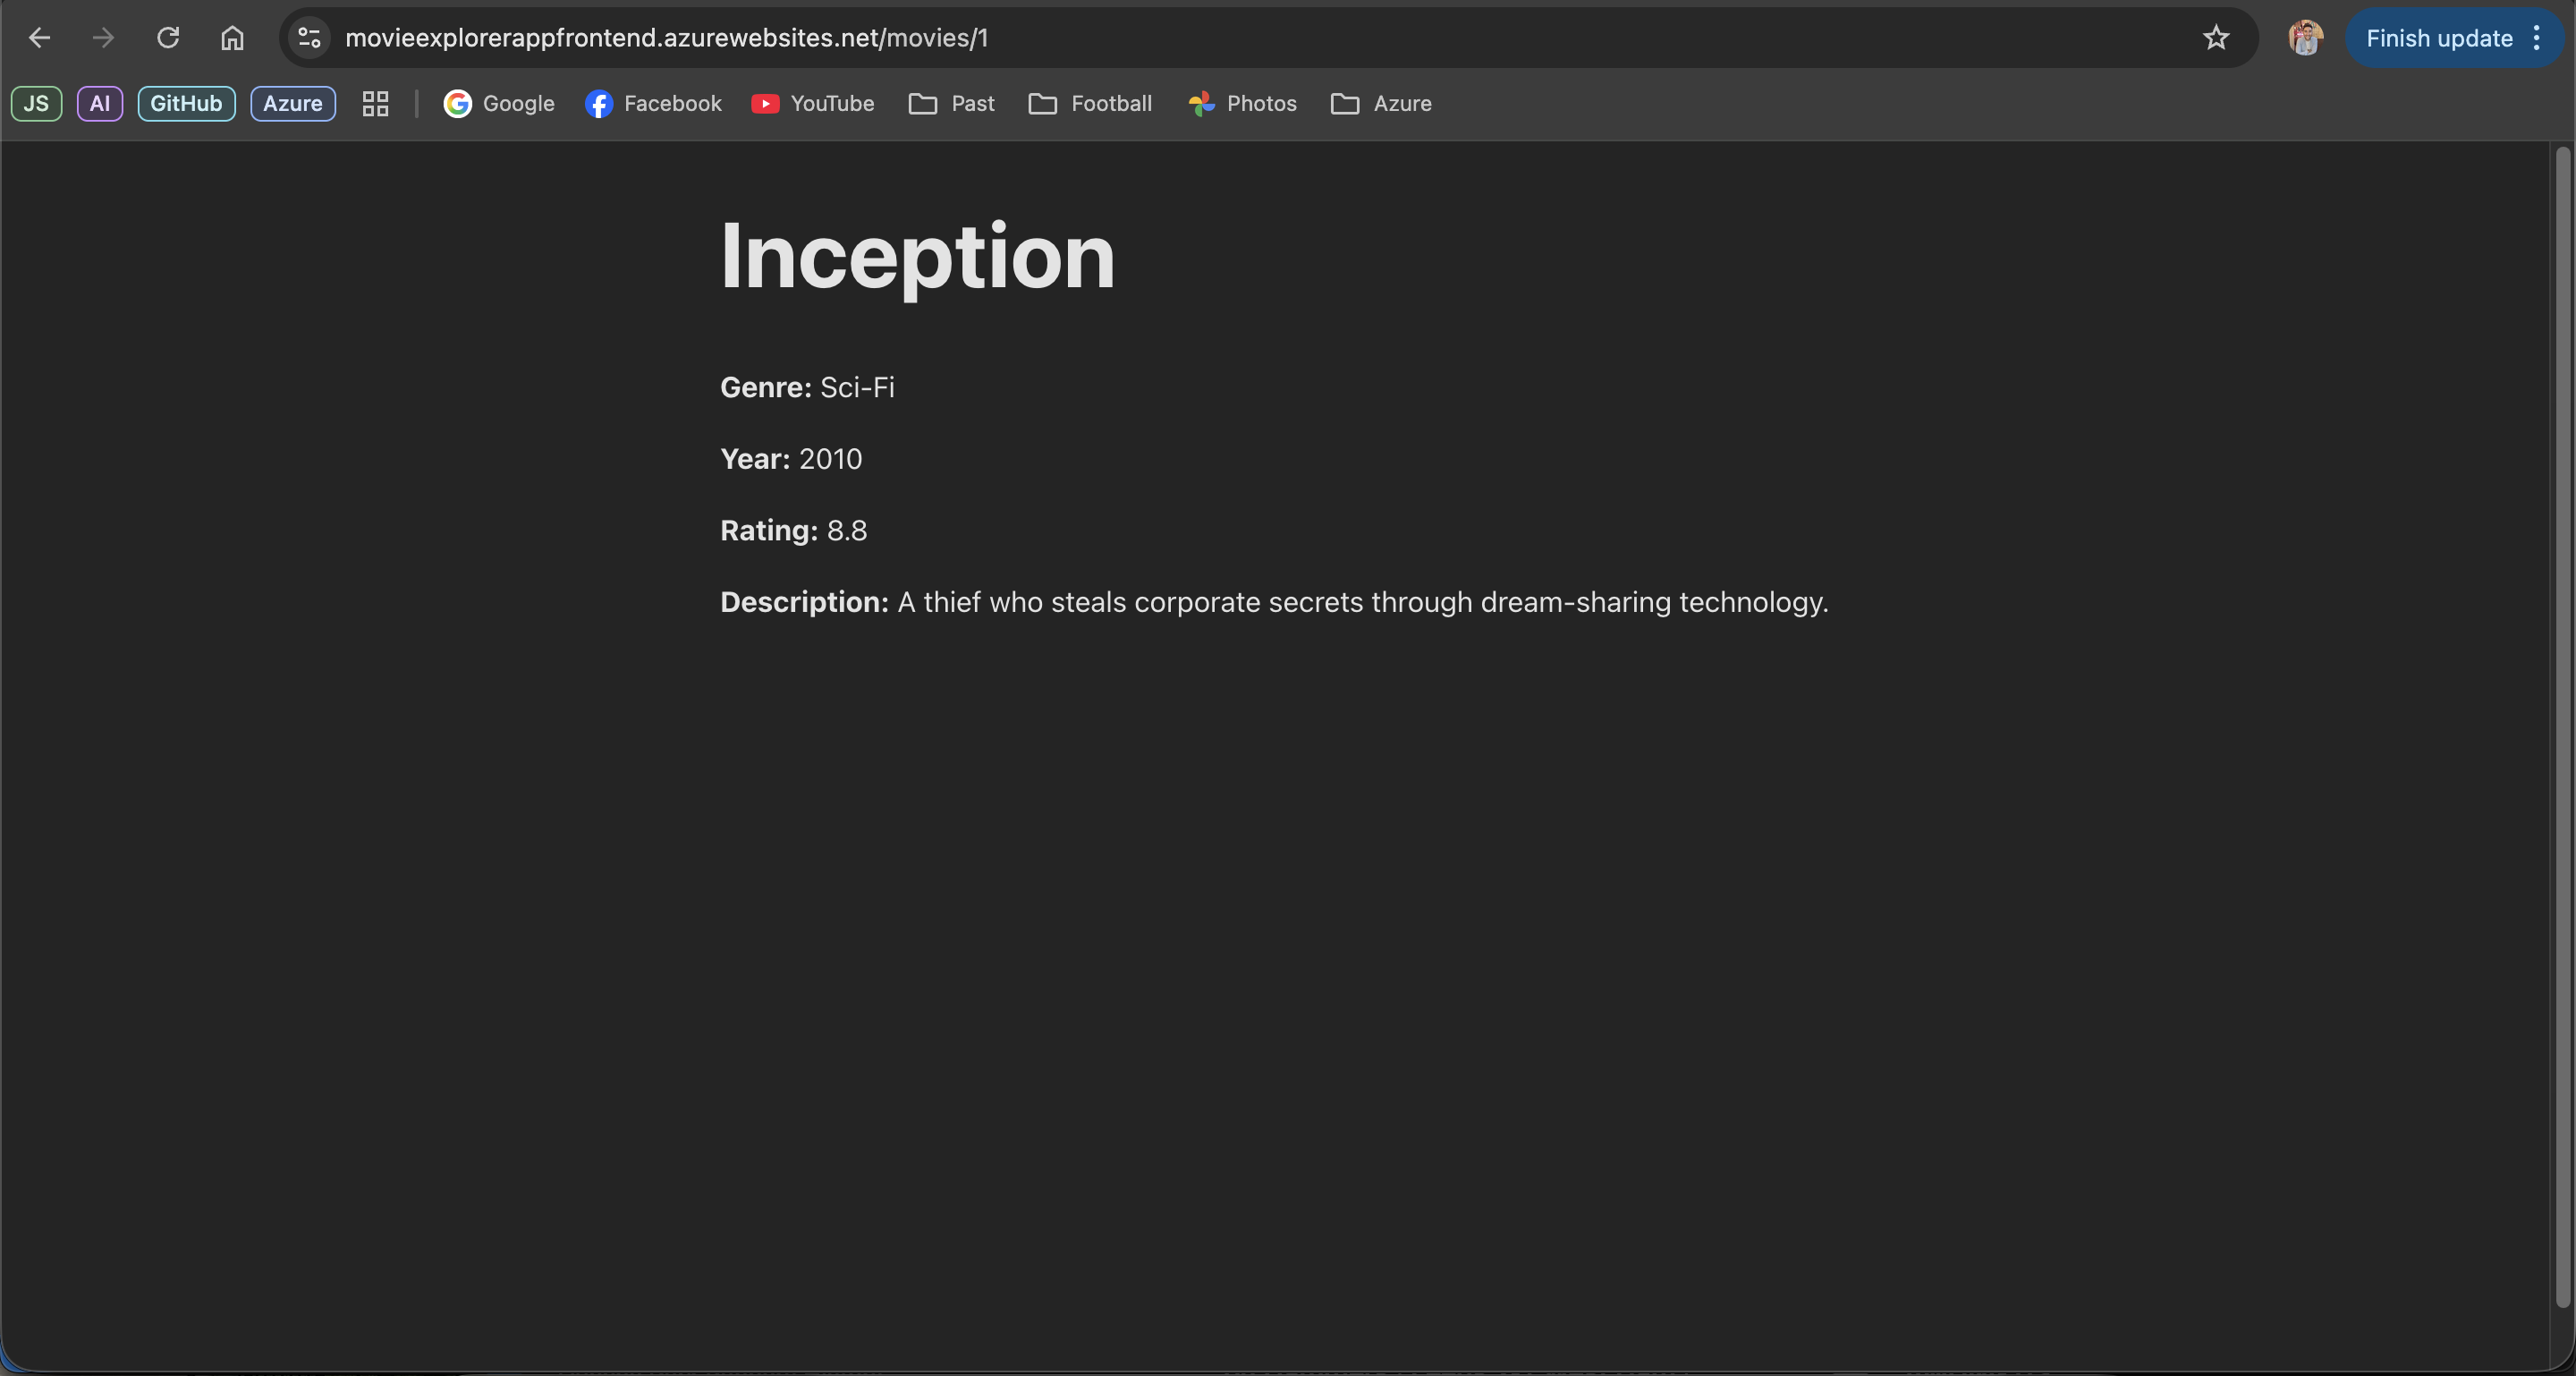 movieexplorerappfrontend.azurewebsites.net/movies/1
Finish update
JS AI GitHub Azure Google Facebook YouTube Past Football Photos Azure
Inception
Genre: Sci-Fi
Year: 2010
Rating: 8.8
Description: A thief who steals corporate secrets through dream-sharing technology.